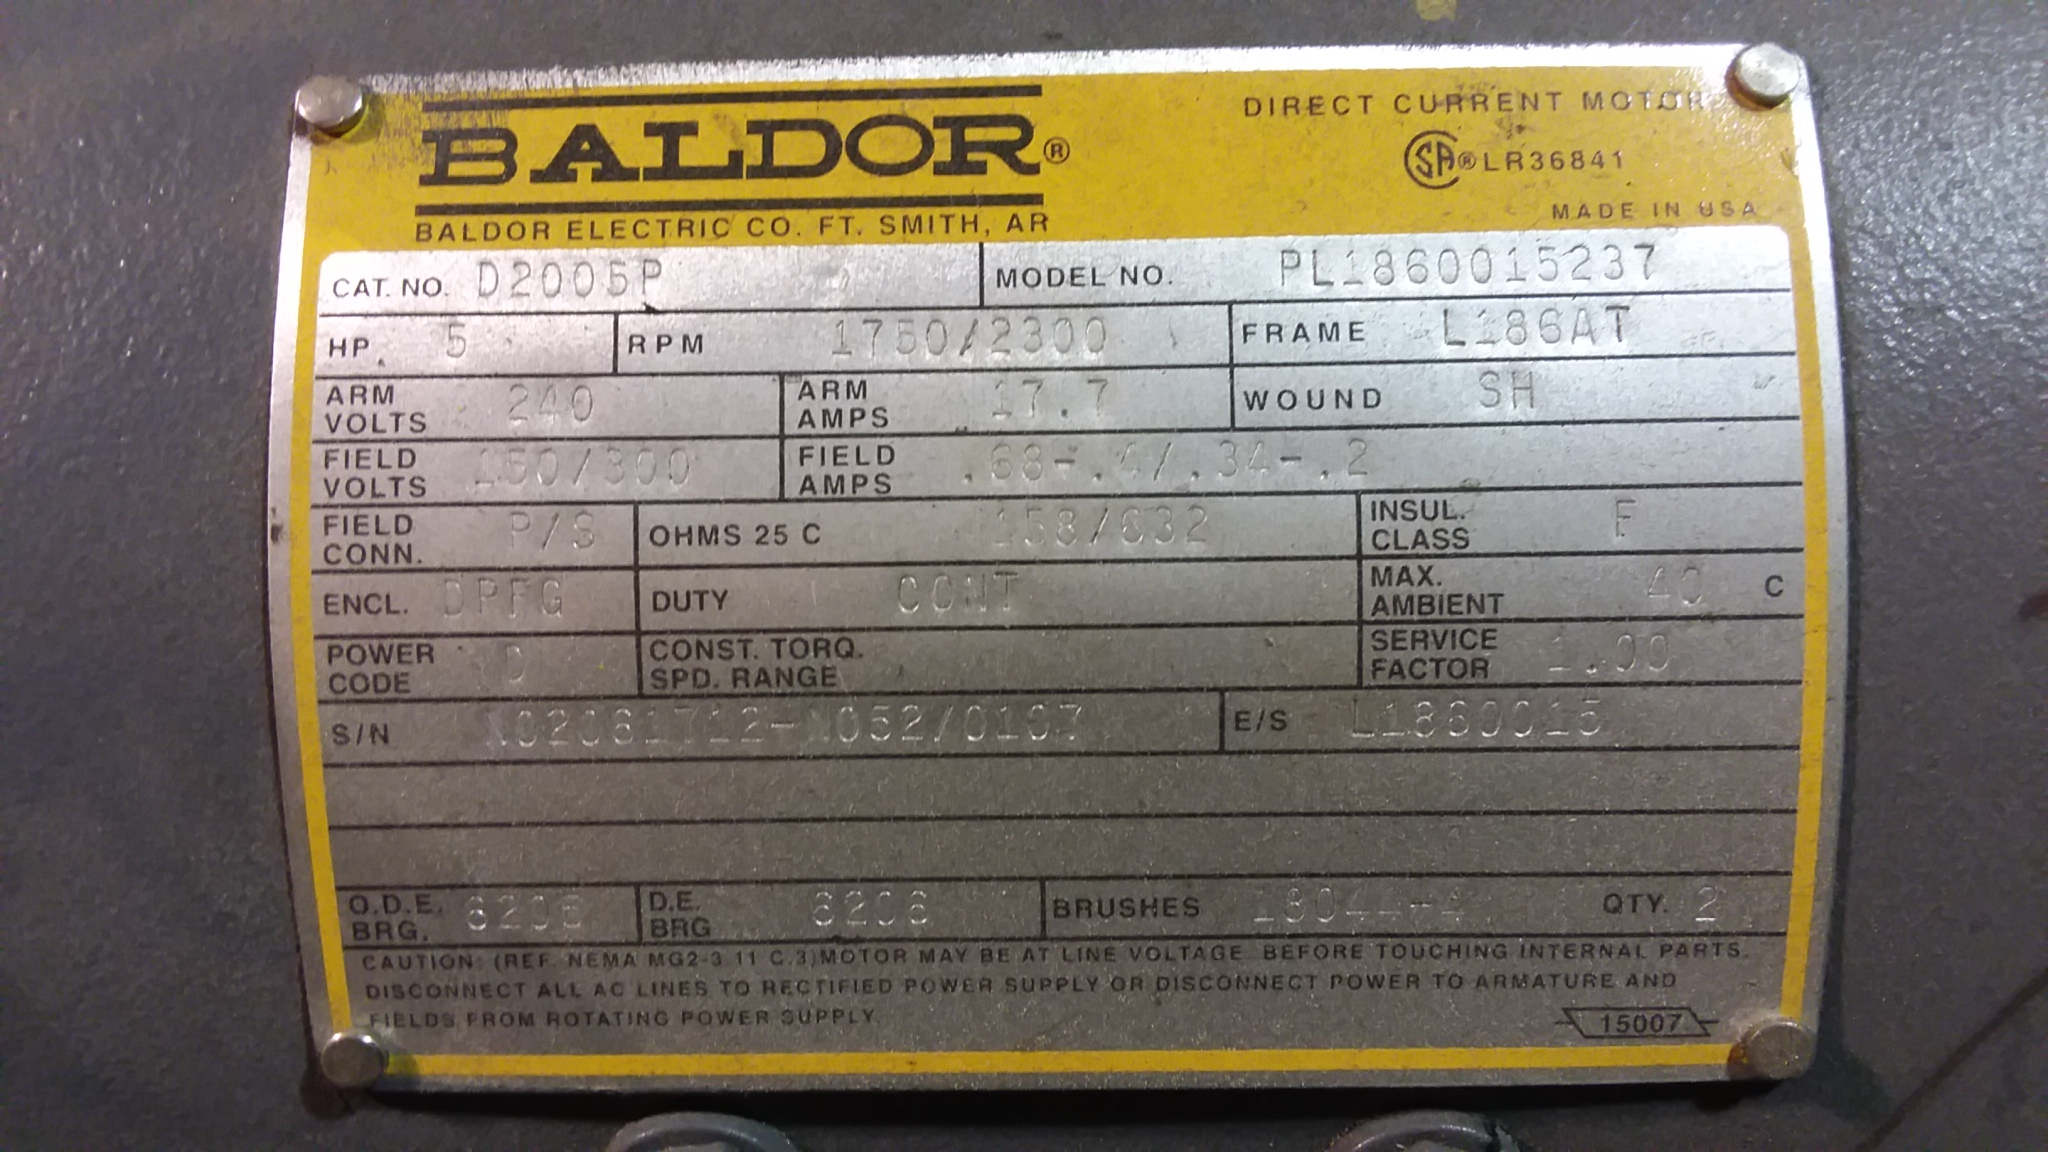 BALDOR®
BALDOR ELECTRIC CO. FT. SMITH, AR
DIRECT CURRENT MOTOR
SA® LR36841
MADE IN USA
CAT. NO. D2005P MODEL NO. PL1860015237
HP 5 RPM 1750/2300 FRAME L186AT
ARM VOLTS 240 ARM AMPS 17.7 WOUND SH
FIELD VOLTS 150/300 FIELD AMPS .68-.4/.34-.2
FIELD CONN. P/S OHMS 25 C 158/632 INSUL. CLASS F
ENCL. DPFG DUTY CONT MAX. AMBIENT 40 C
POWER CODE D CONST. TORQ. SPD. RANGE SERVICE FACTOR 1.00
S/N E/S L1860015
O.D.E. BRG. D.E. BRG 6206 BRUSHES QTY. 2
CAUTION: (REF. NEMA MG2-3 11 C.3) MOTOR MAY BE AT LINE VOLTAGE. BEFORE TOUCHING INTERNAL PARTS.
DISCONNECT ALL AC LINES TO RECTIFIED POWER SUPPLY OR DISCONNECT POWER TO ARMATURE AND
FIELDS FROM ROTATING POWER SUPPLY.
15007